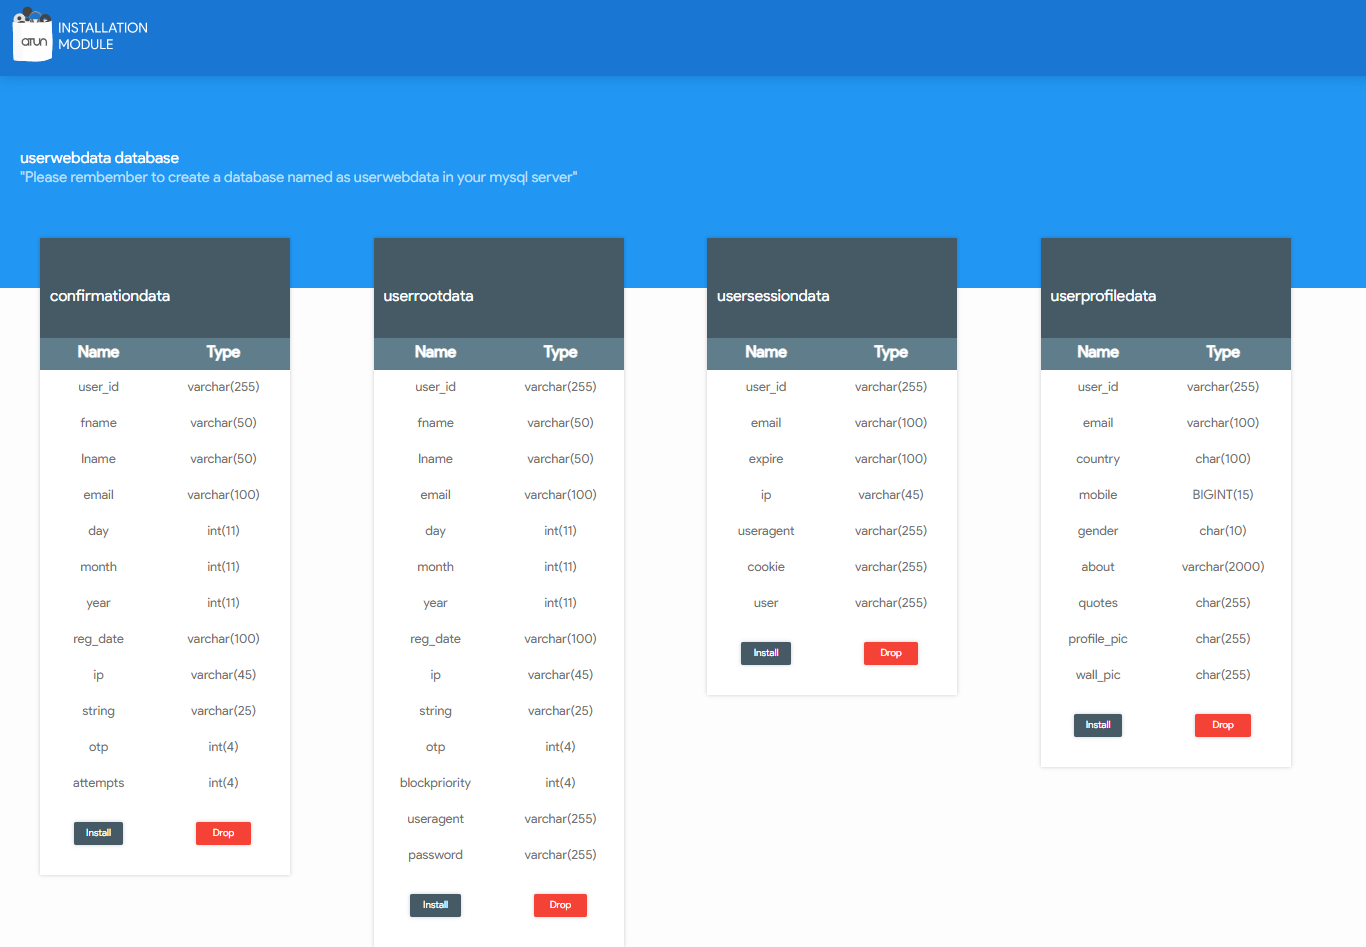 arun
INSTALLATION
MODULE
userwebdata database
"Please rembember to create a database named as userwebdata in your mysql server"
confirmationdata
Name Type
user_id varchar(255)
fname varchar(50)
lname varchar(50)
email varchar(100)
day int(11)
month int(11)
year int(11)
reg_date varchar(100)
ip varchar(45)
string varchar(25)
otp int(4)
attempts int(4)
Install Drop
userrootdata
Name Type
user_id varchar(255)
fname varchar(50)
lname varchar(50)
email varchar(100)
day int(11)
month int(11)
year int(11)
reg_date varchar(100)
ip varchar(45)
string varchar(25)
otp int(4)
blockpriority int(4)
useragent varchar(255)
password varchar(255)
Install Drop
usersessiondata
Name Type
user_id varchar(255)
email varchar(100)
expire varchar(100)
ip varchar(45)
useragent varchar(255)
cookie varchar(255)
user varchar(255)
Install Drop
userprofiledata
Name Type
user_id varchar(255)
email varchar(100)
country char(100)
mobile BIGINT(15)
gender char(10)
about varchar(2000)
quotes char(255)
profile_pic char(255)
wall_pic char(255)
Install Drop